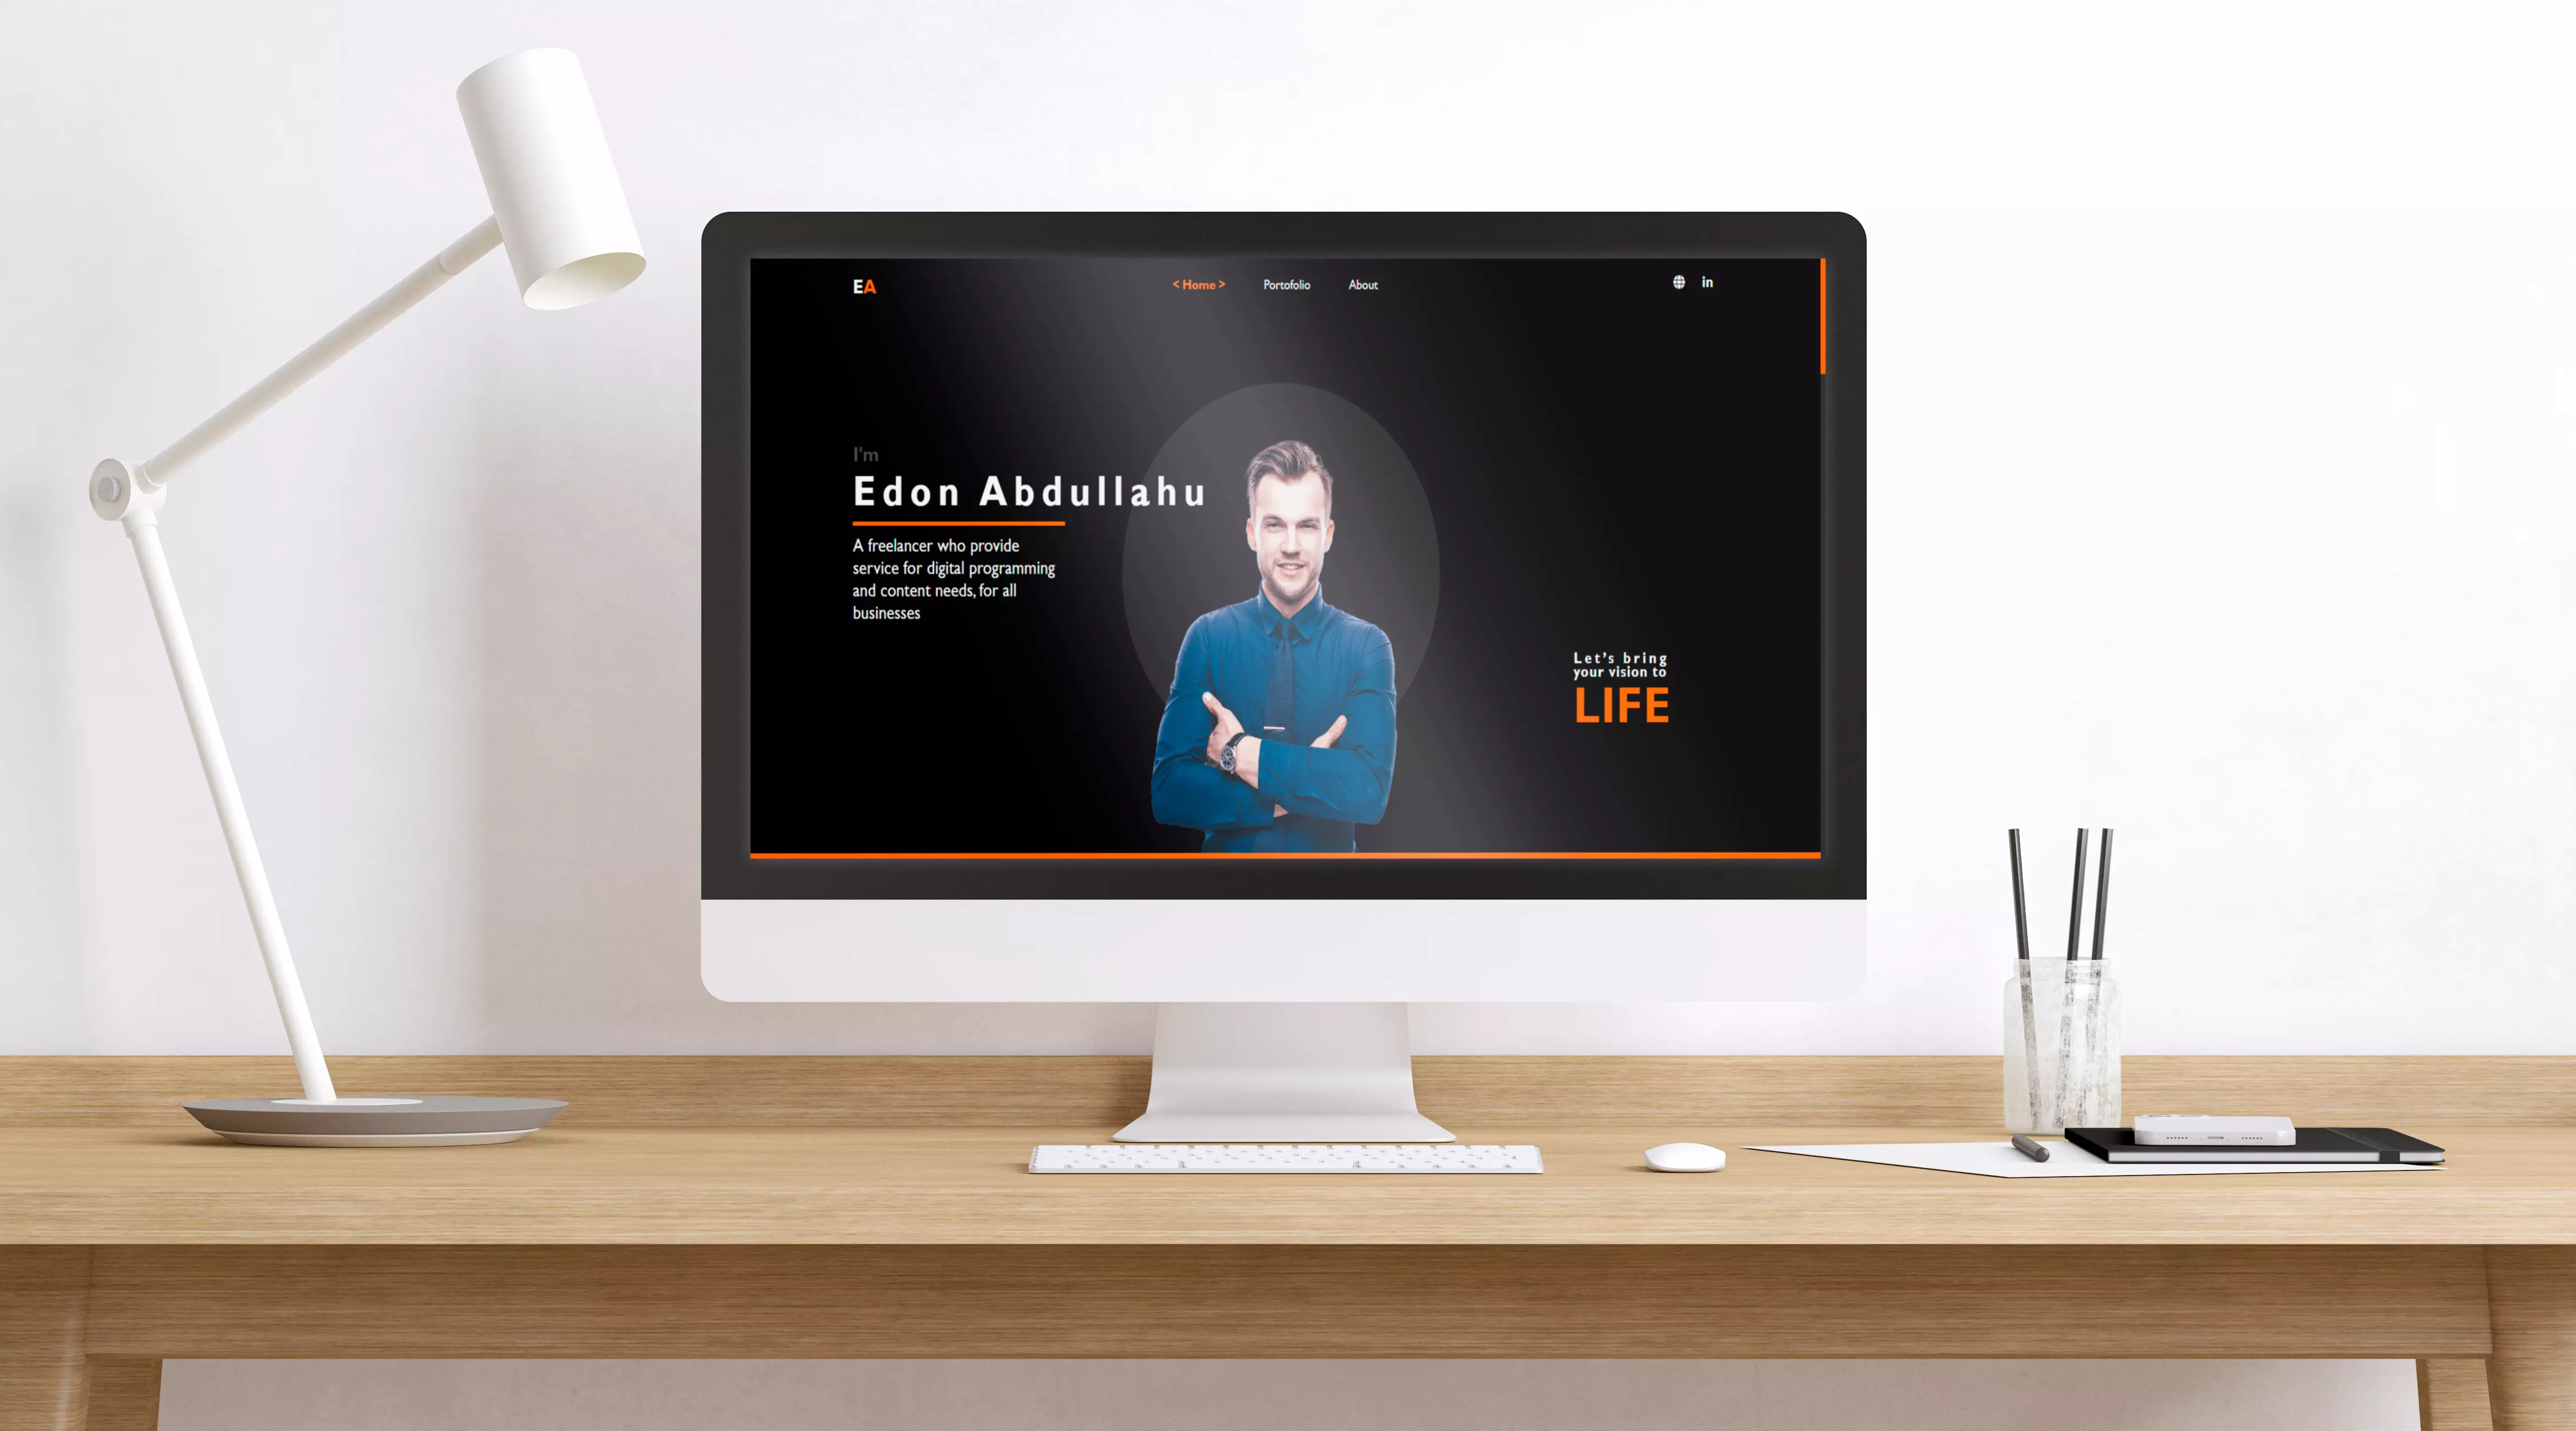 EA
< Home > Portofolio About
in
I'm
Edon Abdullahu
A freelancer who provide
service for digital programming
and content needs, for all
businesses
Let's bring
your vision to
LIFE